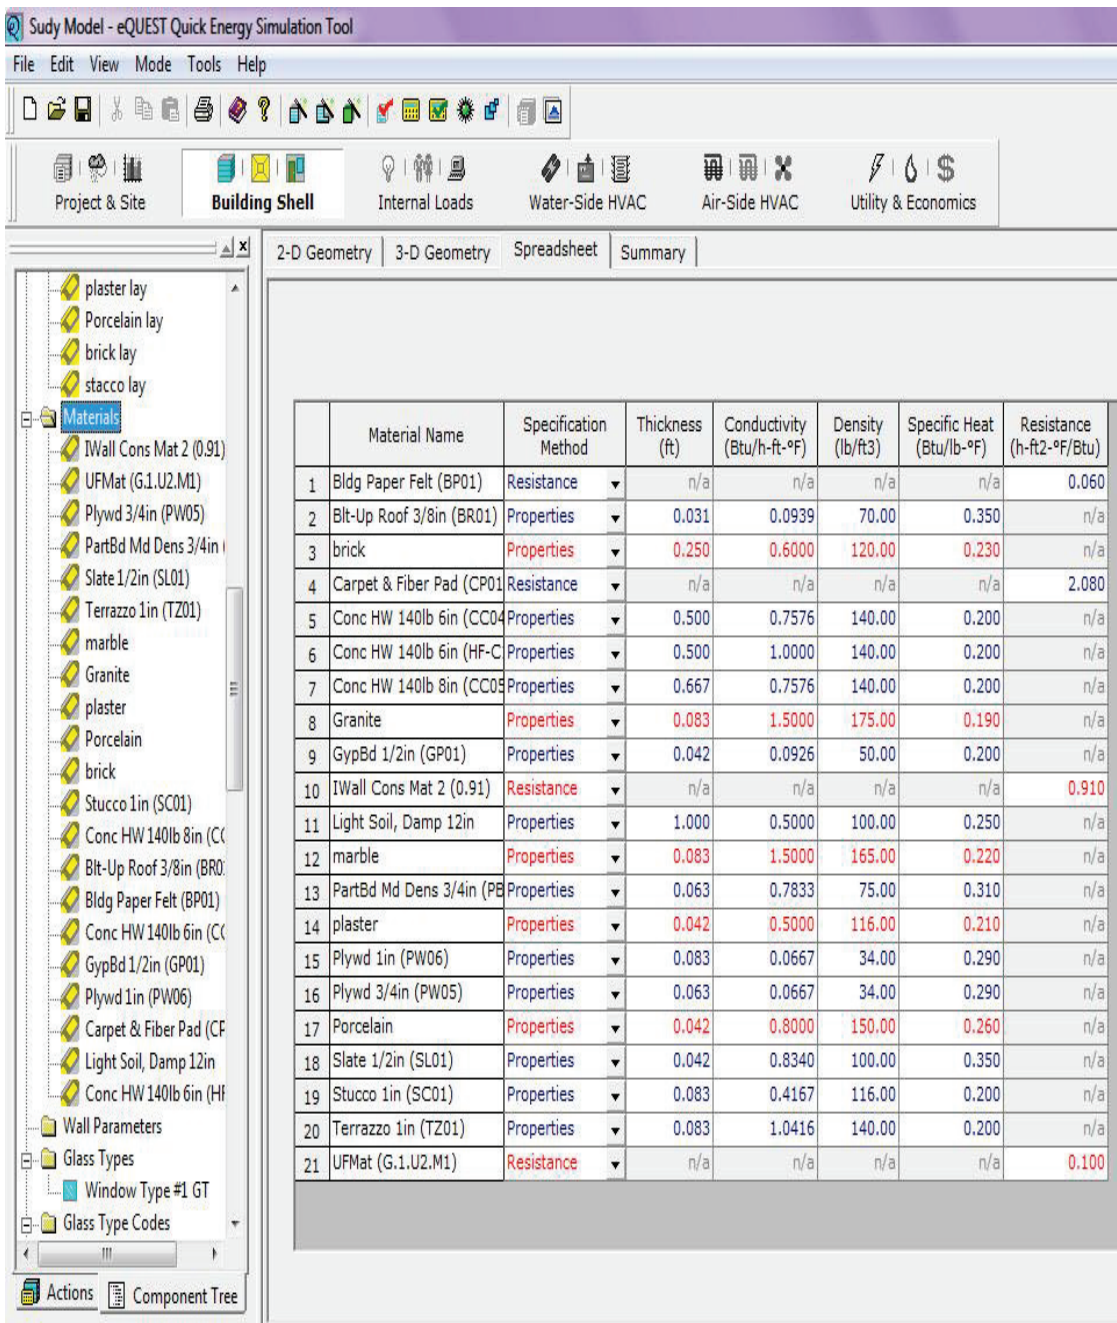 Sudy Model - eQUEST Quick Energy Simulation Tool
File Edit View Mode Tools Help
Project & Site Building Shell Internal Loads Water-Side HVAC Air-Side HVAC Utility & Economics
2-D Geometry 3-D Geometry Spreadsheet Summary
plaster lay
Porcelain lay
brick lay
stacco lay
Materials
IWall Cons Mat 2 (0.91)
UFMat (G.1.U2.M1)
Plywd 3/4in (PW05)
PartBd Md Dens 3/4in (
Slate 1/2in (SL01)
Terrazzo 1in (TZ01)
marble
Granite
plaster
Porcelain
brick
Stucco 1in (SC01)
Conc HW 140lb 8in (CC
Blt-Up Roof 3/8in (BR0
Bldg Paper Felt (BP01)
Conc HW 140lb 6in (CC
GypBd 1/2in (GP01)
Plywd 1in (PW06)
Carpet & Fiber Pad (CP
Light Soil, Damp 12in
Conc HW 140lb 6in (HF
Wall Parameters
Glass Types
Window Type #1 GT
Glass Type Codes
Actions Component Tree
Material Name Specification Method Thickness (ft) Conductivity (Btu/h-ft-ºF) Density (lb/ft3) Specific Heat (Btu/lb-ºF) Resistance (h-ft2-ºF/Btu)
1 Bldg Paper Felt (BP01) Resistance n/a n/a n/a n/a 0.060
2 Blt-Up Roof 3/8in (BR01) Properties 0.031 0.0939 70.00 0.350 n/a
3 brick Properties 0.250 0.6000 120.00 0.230 n/a
4 Carpet & Fiber Pad (CP01 Resistance n/a n/a n/a n/a 2.080
5 Conc HW 140lb 6in (CC04 Properties 0.500 0.7576 140.00 0.200 n/a
6 Conc HW 140lb 6in (HF-C Properties 0.500 1.0000 140.00 0.200 n/a
7 Conc HW 140lb 8in (CC05 Properties 0.667 0.7576 140.00 0.200 n/a
8 Granite Properties 0.083 1.5000 175.00 0.190 n/a
9 GypBd 1/2in (GP01) Properties 0.042 0.0926 50.00 0.200 n/a
10 IWall Cons Mat 2 (0.91) Resistance n/a n/a n/a n/a 0.910
11 Light Soil, Damp 12in Properties 1.000 0.5000 100.00 0.250 n/a
12 marble Properties 0.083 1.5000 165.00 0.220 n/a
13 PartBd Md Dens 3/4in (PB Properties 0.063 0.7833 75.00 0.310 n/a
14 plaster Properties 0.042 0.5000 116.00 0.210 n/a
15 Plywd 1in (PW06) Properties 0.083 0.0667 34.00 0.290 n/a
16 Plywd 3/4in (PW05) Properties 0.063 0.0667 34.00 0.290 n/a
17 Porcelain Properties 0.042 0.8000 150.00 0.260 n/a
18 Slate 1/2in (SL01) Properties 0.042 0.8340 100.00 0.350 n/a
19 Stucco 1in (SC01) Properties 0.083 0.4167 116.00 0.200 n/a
20 Terrazzo 1in (TZ01) Properties 0.083 1.0416 140.00 0.200 n/a
21 UFMat (G.1.U2.M1) Resistance n/a n/a n/a n/a 0.100